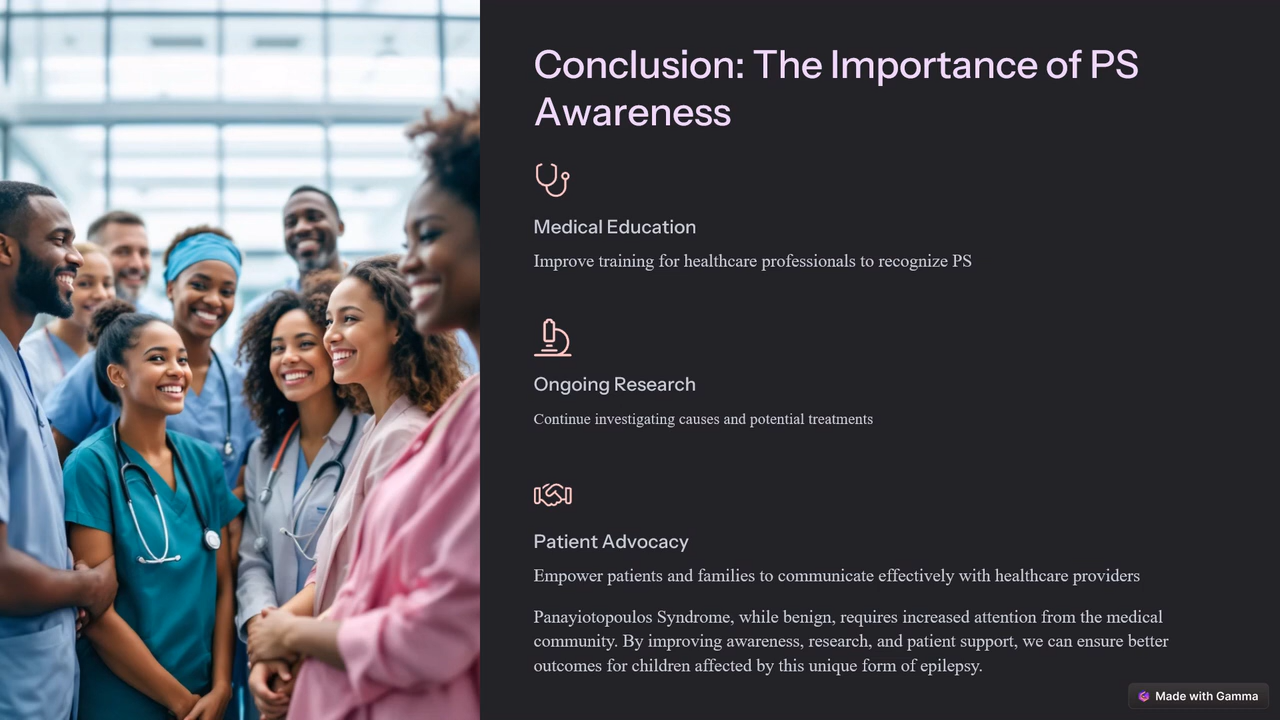 Conclusion: The Importance of PS
Awareness
Medical Education
Improve training for healthcare professionals to recognize PS
Ongoing Research
Continue investigating causes and potential treatments
Patient Advocacy
Empower patients and families to communicate effectively with healthcare providers
Panayiotopoulos Syndrome, while benign, requires increased attention from the medical
community. By improving awareness, research, and patient support, we can ensure better
outcomes for children affected by this unique form of epilepsy.
Made with Gamma